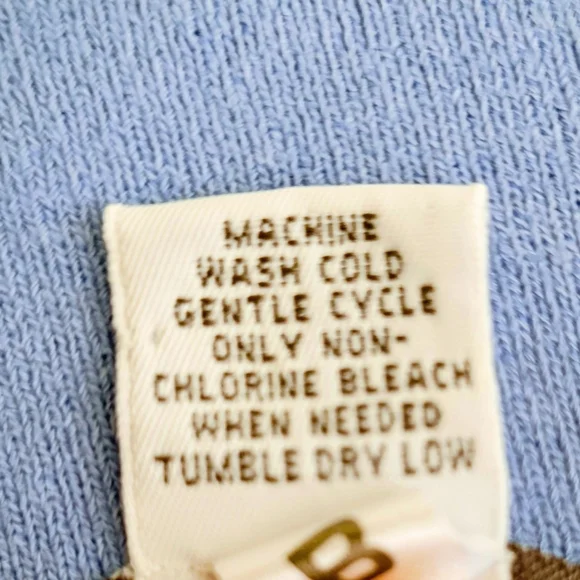 MACHINE
WASH COLD
GENTLE CYCLE
ONLY NON-
CHLORINE BLEACH
WHEN NEEDED
TUMBLE DRY LOW
B